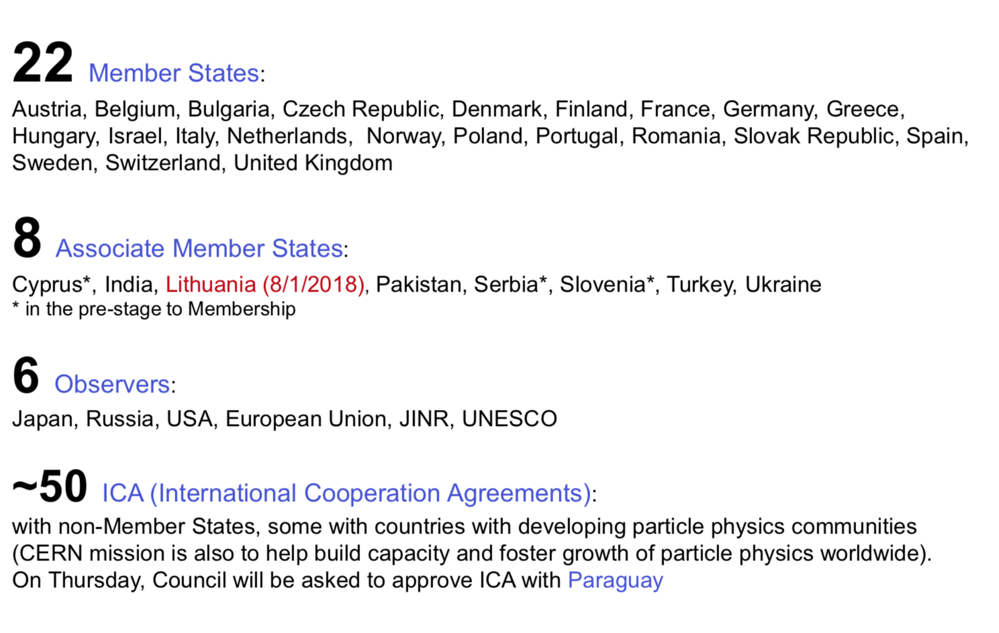 22 Member States:
Austria, Belgium, Bulgaria, Czech Republic, Denmark, Finland, France, Germany, Greece,
Hungary, Israel, Italy, Netherlands,  Norway, Poland, Portugal, Romania, Slovak Republic, Spain,
Sweden, Switzerland, United Kingdom
8 Associate Member States:
Cyprus*, India, Lithuania (8/1/2018), Pakistan, Serbia*, Slovenia*, Turkey, Ukraine
* in the pre-stage to Membership
6 Observers:
Japan, Russia, USA, European Union, JINR, UNESCO
~50 ICA (International Cooperation Agreements):
with non-Member States, some with countries with developing particle physics communities
(CERN mission is also to help build capacity and foster growth of particle physics worldwide).
On Thursday, Council will be asked to approve ICA with Paraguay